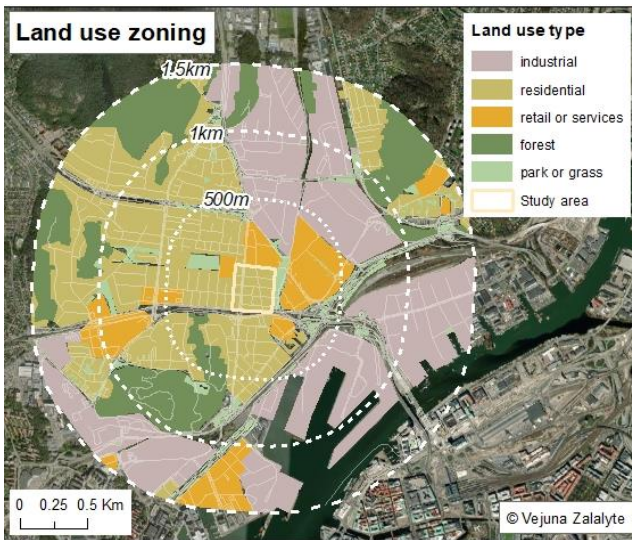 Land use zoning
1.5km
1km
500m
Land use type
industrial
residential
retail or services
forest
park or grass
Study area
0 0.25 0.5 Km
© Vejuna Zalalyte